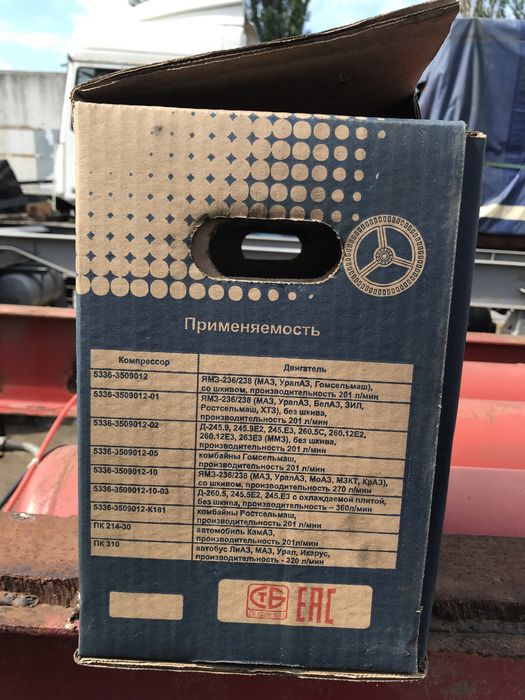 Применяемость
Компрессор Двигатель
5336-3509012 ЯМЗ-236/238 (МАЗ, УралАЗ, Гомсельмаш),
со шкивом, производительность 201 л/мин
5336-3509012-01 ЯМЗ-236/238 (МАЗ, УралАЗ, БелАЗ, ЗИЛ,
Ростсельмаш, ХТЗ), без шкива,
производительность 201 л/мин
5336-3509012-02 Д-245.9, 245.9Е2, 245.Е3, 260.5С, 260.12Е2,
260.12Е3, 263Е3 (ММЗ), без шкива,
производительность 201 л/мин
5336-3509012-05 комбайны Гомсельмаш,
производительность 201 л/мин
5336-3509012-10 ЯМЗ-236/238 (МАЗ, УралАЗ, МоАЗ, МЗКТ, КрАЗ),
со шкивом, производительность 270 л/мин
5336-3509012-10-03 Д-260.5, 245.5Е2, 245.Е3 с охлаждаемой плитой,
без шкива, производительность – 360л/мин
5336-3509012-К181 комбайны Ростсельмаш,
производительность 201л/мин
ПК 214-30 автомобиль КамАЗ,
производительность 201л/мин
ПК 310 автобус ЛиАЗ, МАЗ, Урал, Икарус,
производительность - 320 л/мин
СТБ EAC